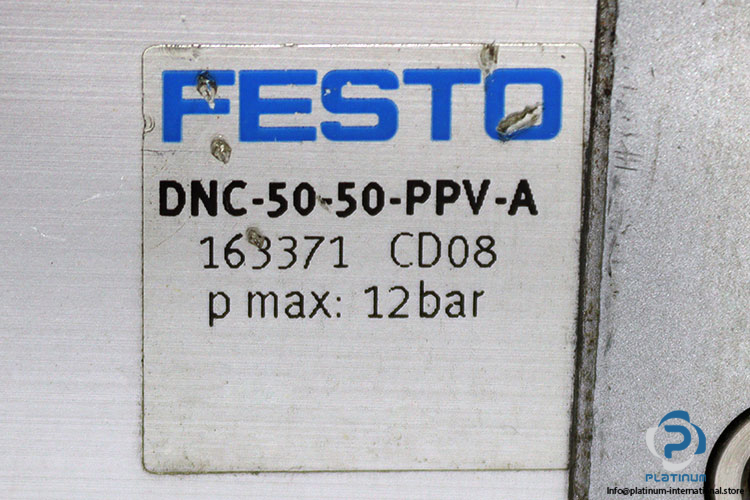 FESTO
DNC-50-50-PPV-A
163371 CD08
p max: 12bar
PLATINUM
Info@platinum-international.store